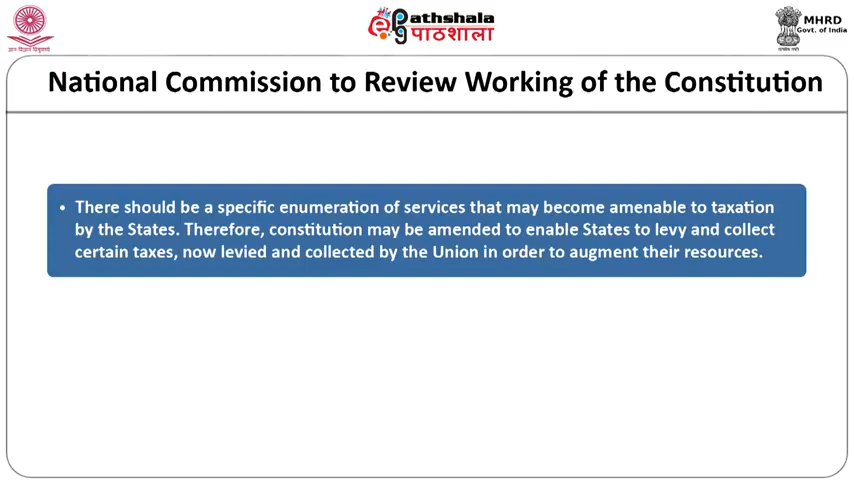 ePathshala
पाठशाला
MHRD
Govt. of India
National Commission to Review Working of the Constitution
• There should be a specific enumeration of services that may become amenable to taxation
by the States. Therefore, constitution may be amended to enable States to levy and collect
certain taxes, now levied and collected by the Union in order to augment their resources.